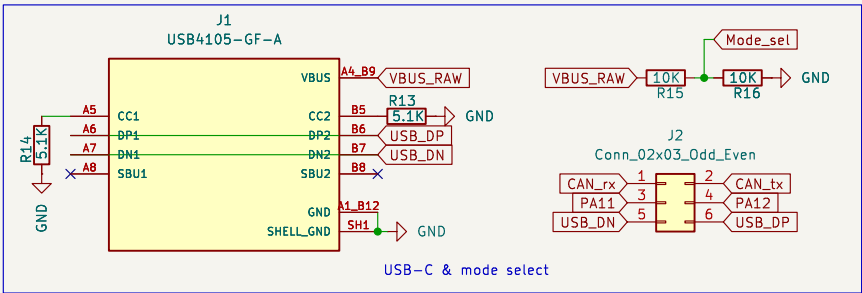 J1
USB4105-GF-A
VBUS A4_B9 VBUS_RAW
A5 CC1 CC2 B5 R13 5.1K GND
A6 DP1 DP2 B6 USB_DP
A7 DN1 DN2 B7 USB_DN
A8 SBU1 SBU2 B8
R14 5.1K
GND
GND A1_B12
SHELL_GND SH1 GND
Mode_sel
VBUS_RAW 10K 10K GND
R15 R16
J2
Conn_02x03_Odd_Even
CAN_rx 1 2 CAN_tx
PA11 3 4 PA12
USB_DN 5 6 USB_DP
USB-C & mode select